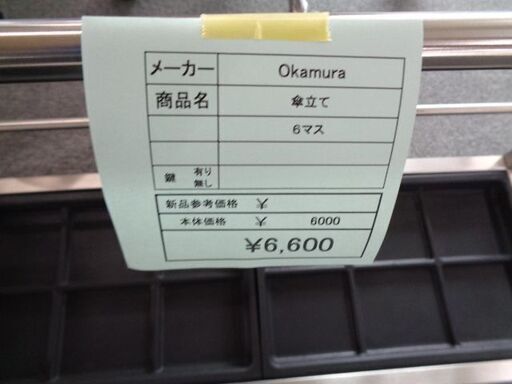 メーカー Okamura
商品名 傘立て
6マス
鍵 有り
無し
新品参考価格 ¥
本体価格 ¥ 6000
¥6,600